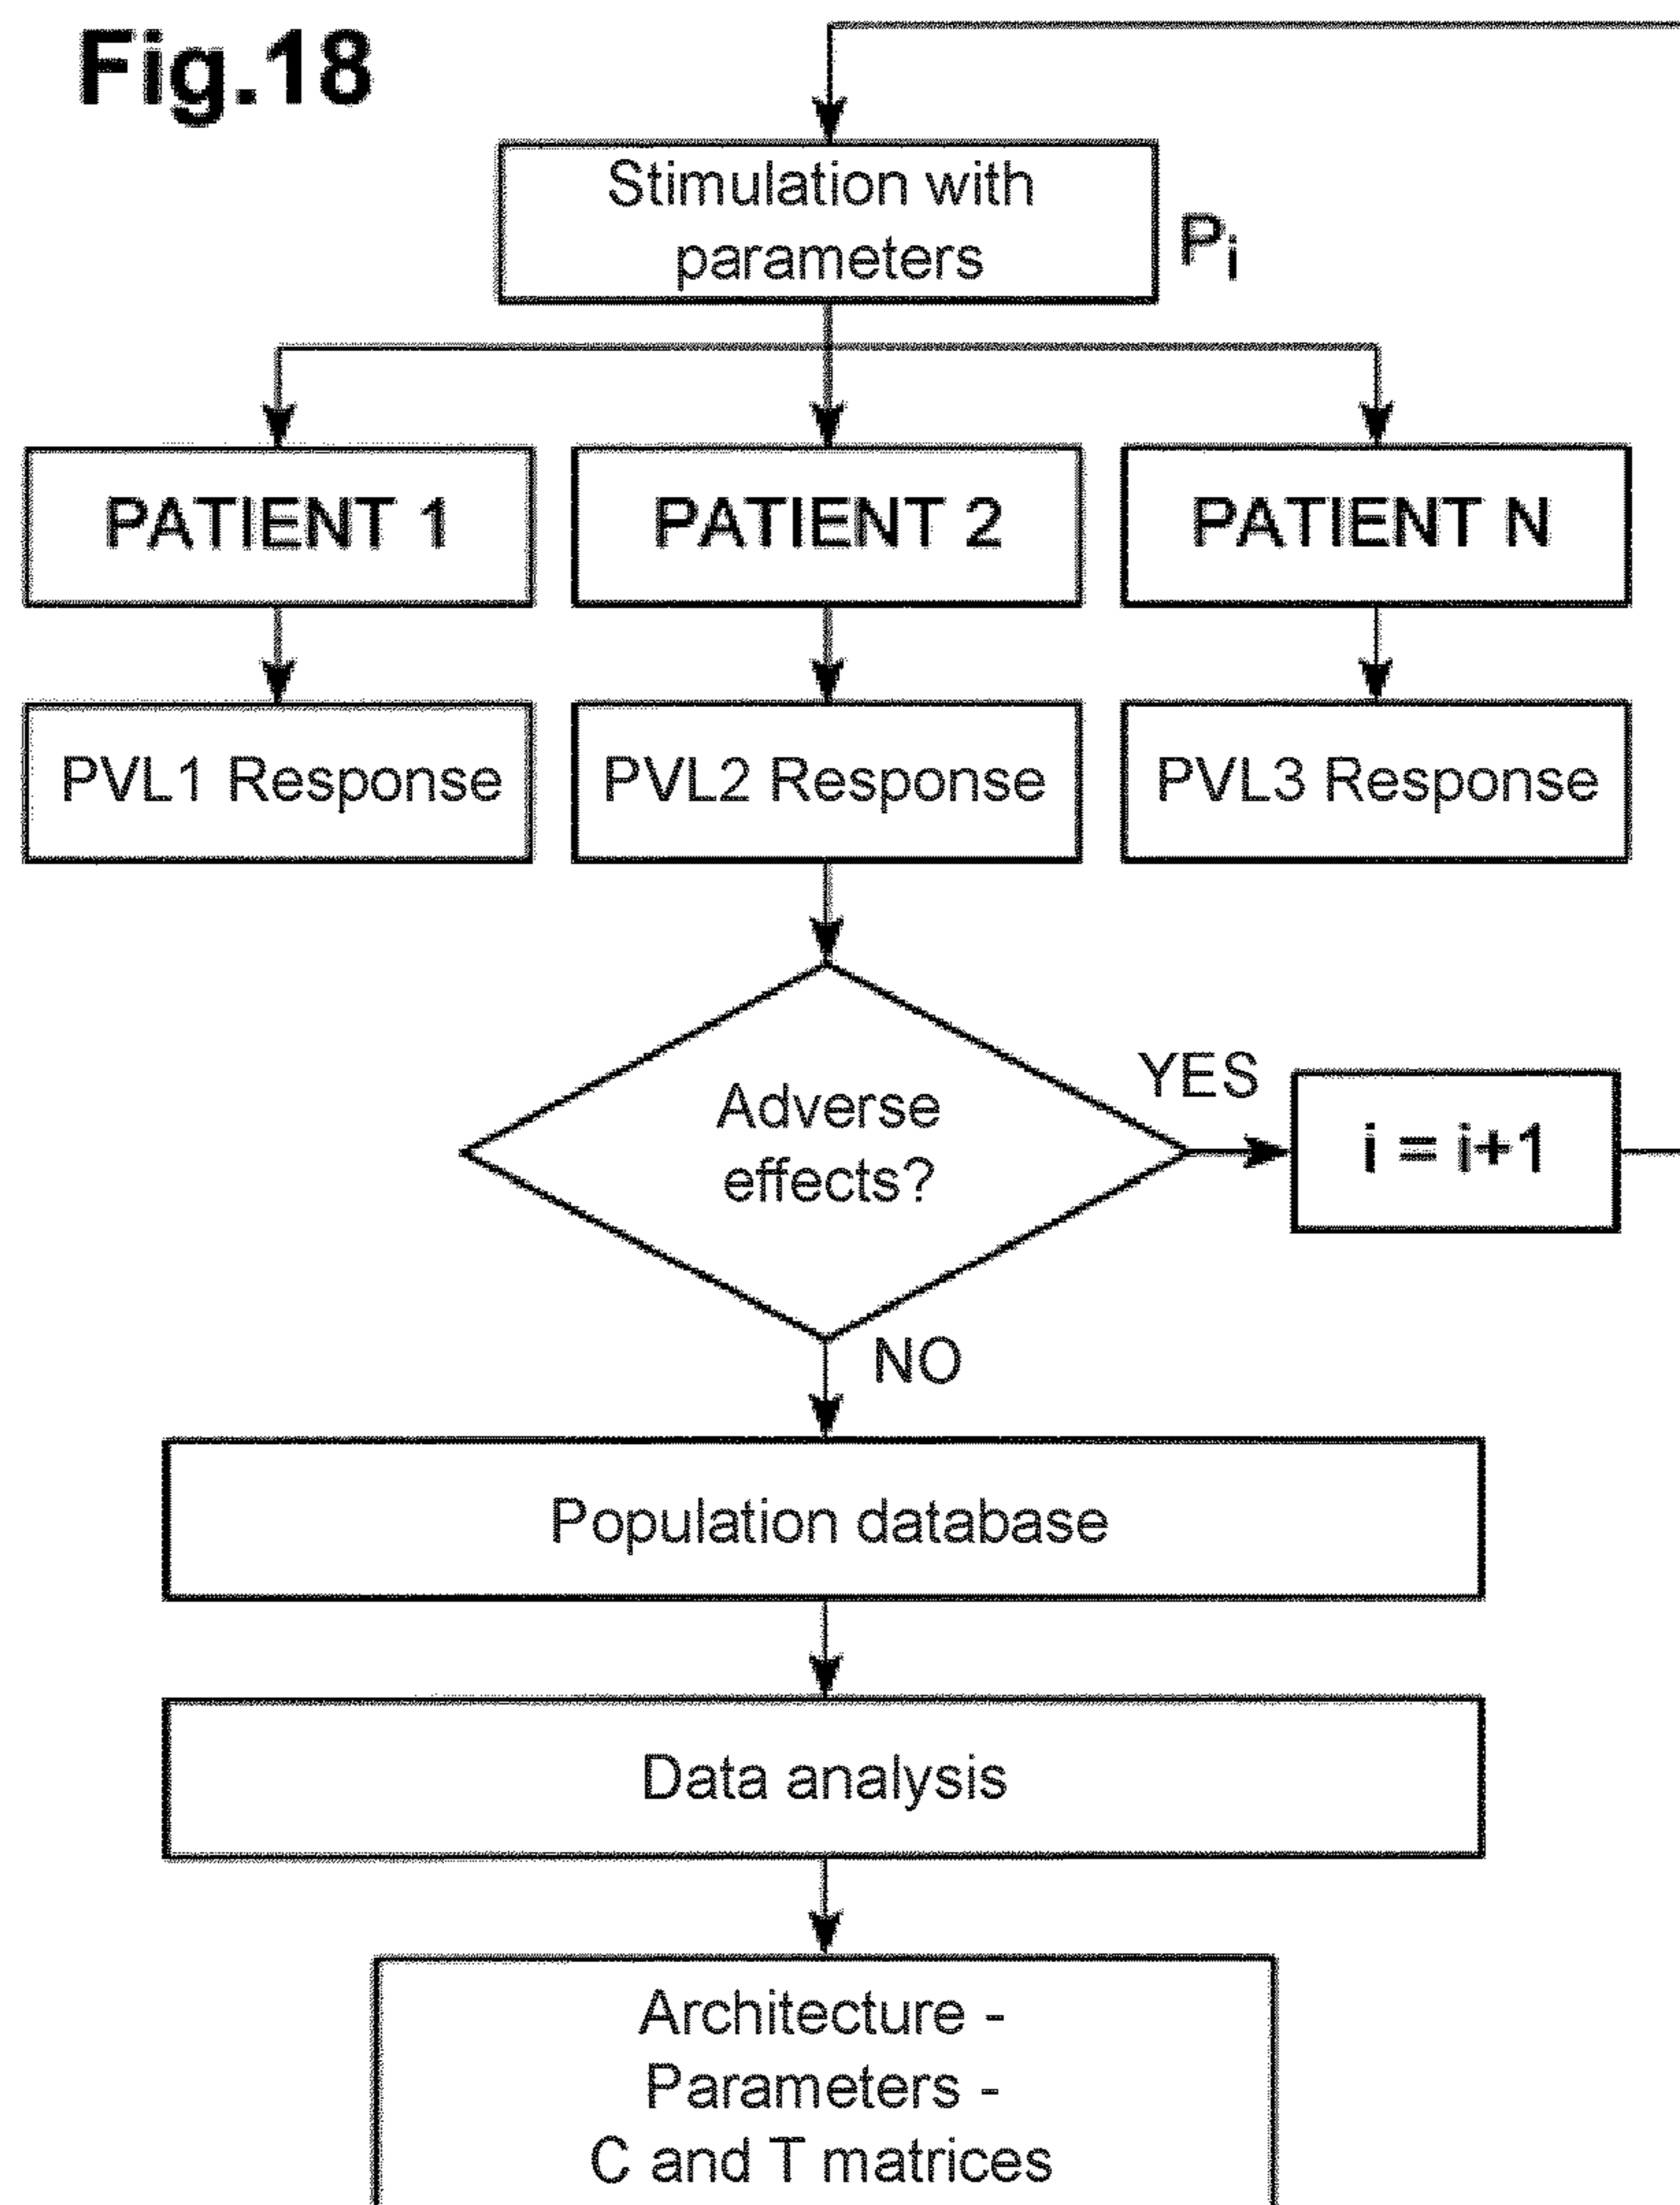 Fig.18
Stimulation with
parameters
Pi
PATIENT 1
PATIENT 2
PATIENT N
PVL1 Response
PVL2 Response
PVL3 Response
Adverse
effects?
YES
i = i+1
NO
Population database
Data analysis
Architecture -
Parameters -
C and T matrices